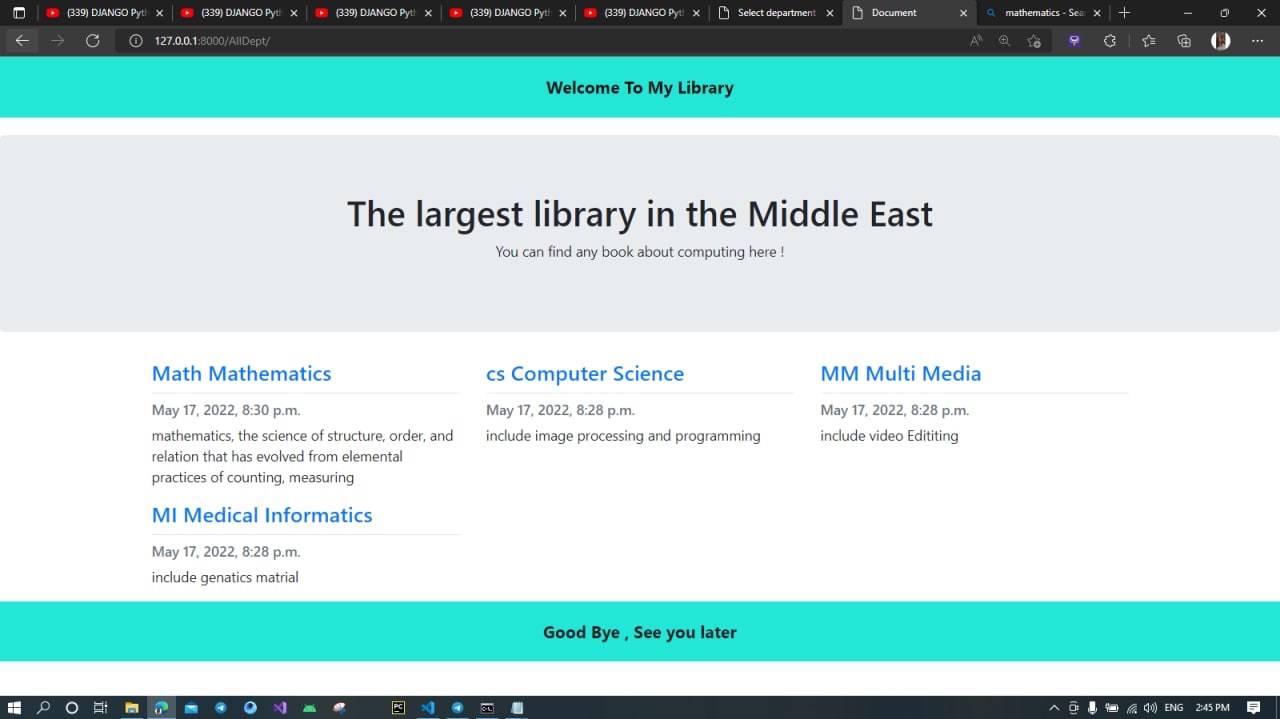 (339) DJANGO Pyth
(339) DJANGO Pyth
(339) DJANGO Pyth
(339) DJANGO Pyth
(339) DJANGO Pyth
Select department
Document
mathematics - Sear
127.0.0.1:8000/AllDept/
Welcome To My Library
The largest library in the Middle East
You can find any book about computing here !
Math Mathematics
May 17, 2022, 8:30 p.m.
mathematics, the science of structure, order, and
relation that has evolved from elemental
practices of counting, measuring
cs Computer Science
May 17, 2022, 8:28 p.m.
include image processing and programming
MM Multi Media
May 17, 2022, 8:28 p.m.
include video Edititing
MI Medical Informatics
May 17, 2022, 8:28 p.m.
include genatics matrial
Good Bye , See you later
PC
ENG
2:45 PM